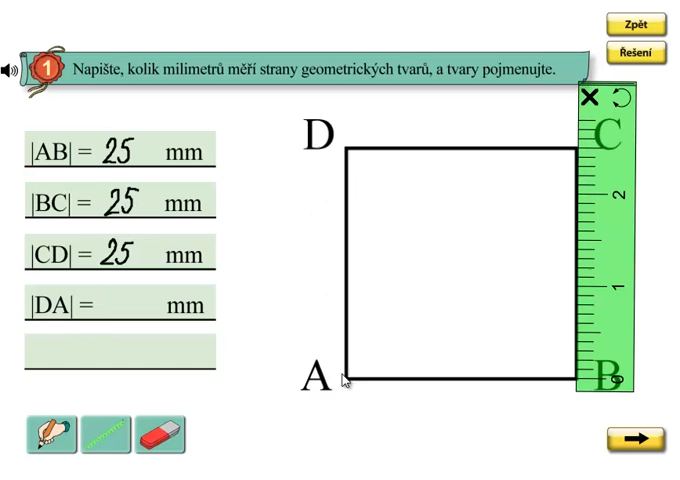 Zpět
Řešení
1 Napište, kolik milimetrů měří strany geometrických tvarů, a tvary pojmenujte.
|AB| = 25 mm
|BC| = 25 mm
|CD| = 25 mm
|DA| = mm
D
C
A
B
2
1
0